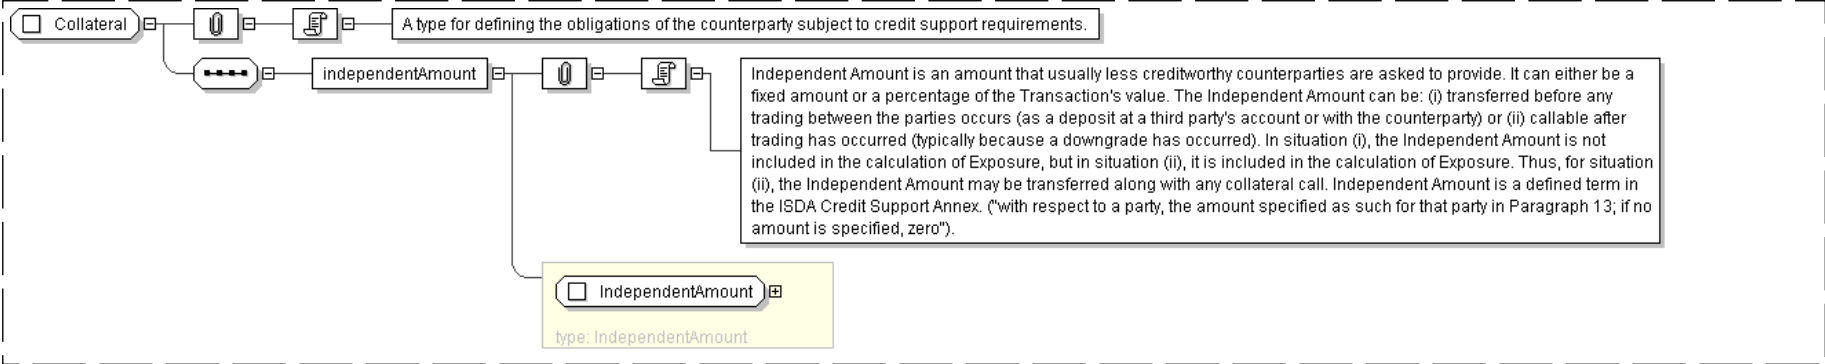 Collateral
A type for defining the obligations of the counterparty subject to credit support requirements.
independentAmount
Independent Amount is an amount that usually less creditworthy counterparties are asked to provide. It can either be a
fixed amount or a percentage of the Transaction's value. The Independent Amount can be: (i) transferred before any
trading between the parties occurs (as a deposit at a third party's account or with the counterparty) or (ii) callable after
trading has occurred (typically because a downgrade has occurred). In situation (i), the Independent Amount is not
included in the calculation of Exposure, but in situation (ii), it is included in the calculation of Exposure. Thus, for situation
(ii), the Independent Amount may be transferred along with any collateral call. Independent Amount is a defined term in
the ISDA Credit Support Annex. ("with respect to a party, the amount specified as such for that party in Paragraph 13; if no
amount is specified, zero").
IndependentAmount
type: IndependentAmount